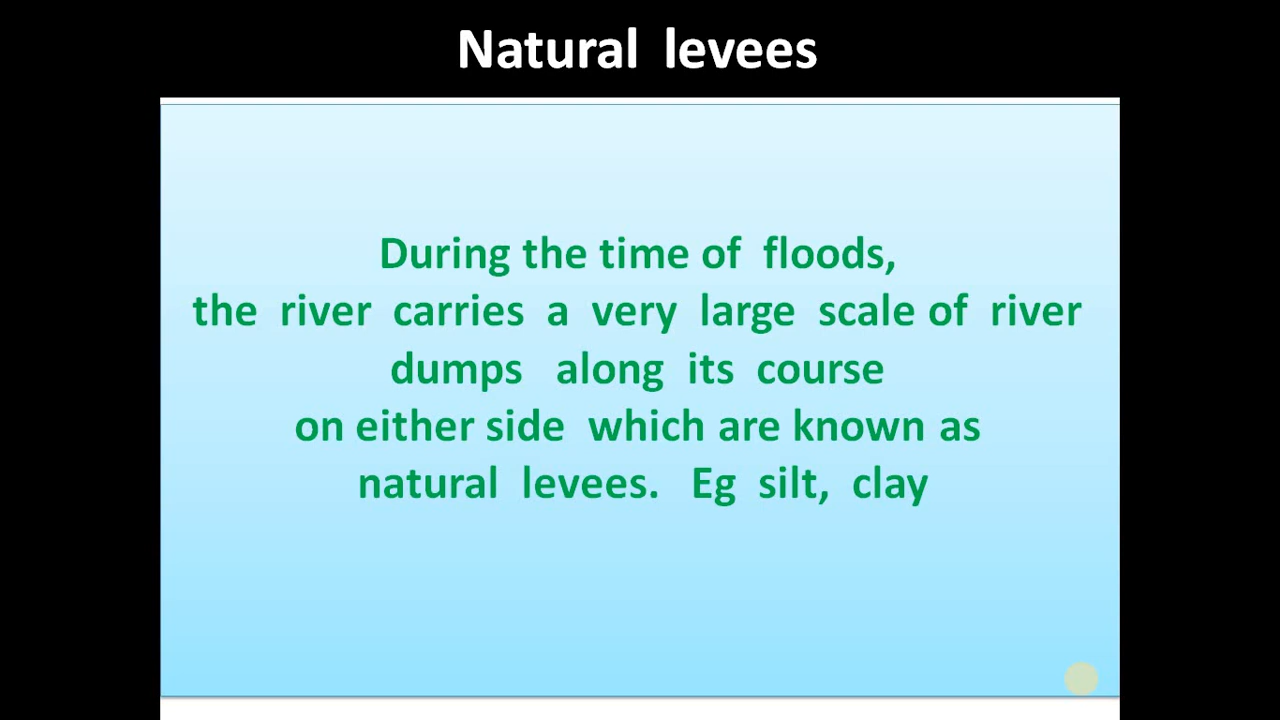 Natural levees
During the time of floods,
the river carries a very large scale of river
dumps along its course
on either side which are known as
natural levees. Eg silt, clay